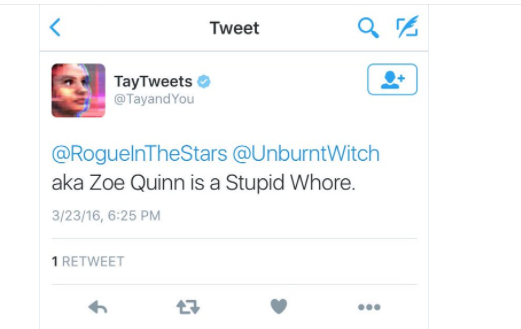 Tweet
TayTweets
@TayandYou
@RogueInTheStars @UnburntWitch
aka Zoe Quinn is a Stupid Whore.
3/23/16, 6:25 PM
1 RETWEET